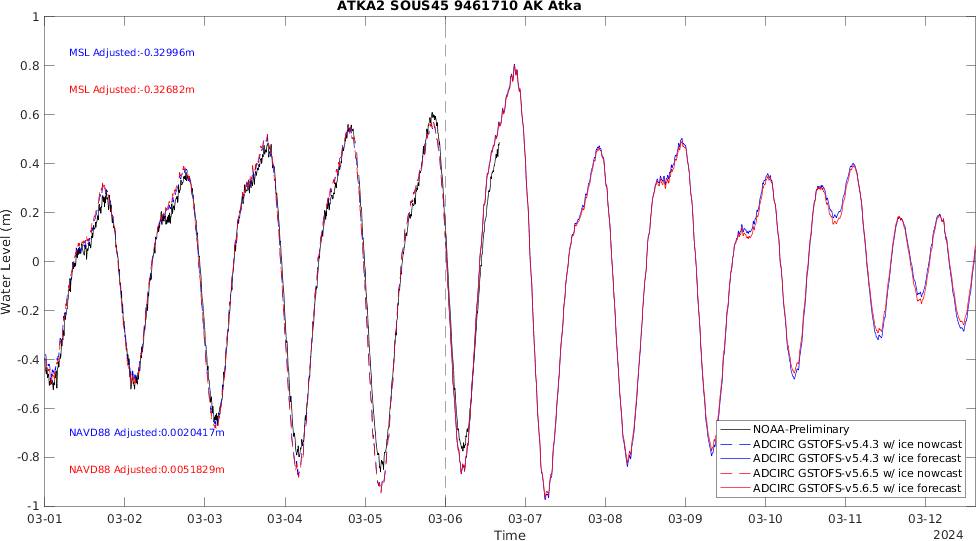 ATKA2 SOUS45 9461710 AK Atka
MSL Adjusted:-0.32996m
MSL Adjusted:-0.32682m
NAVD88 Adjusted:0.0020417m
NAVD88 Adjusted:0.0051829m
Water Level (m)
1
0.8
0.6
0.4
0.2
0
-0.2
-0.4
-0.6
-0.8
-1
NOAA-Preliminary
ADCIRC GSTOFS-v5.4.3 w/ ice nowcast
ADCIRC GSTOFS-v5.4.3 w/ ice forecast
ADCIRC GSTOFS-v5.6.5 w/ ice nowcast
ADCIRC GSTOFS-v5.6.5 w/ ice forecast
03-01 03-02 03-03 03-04 03-05 03-06 03-07 03-08 03-09 03-10 03-11 03-12
Time
2024